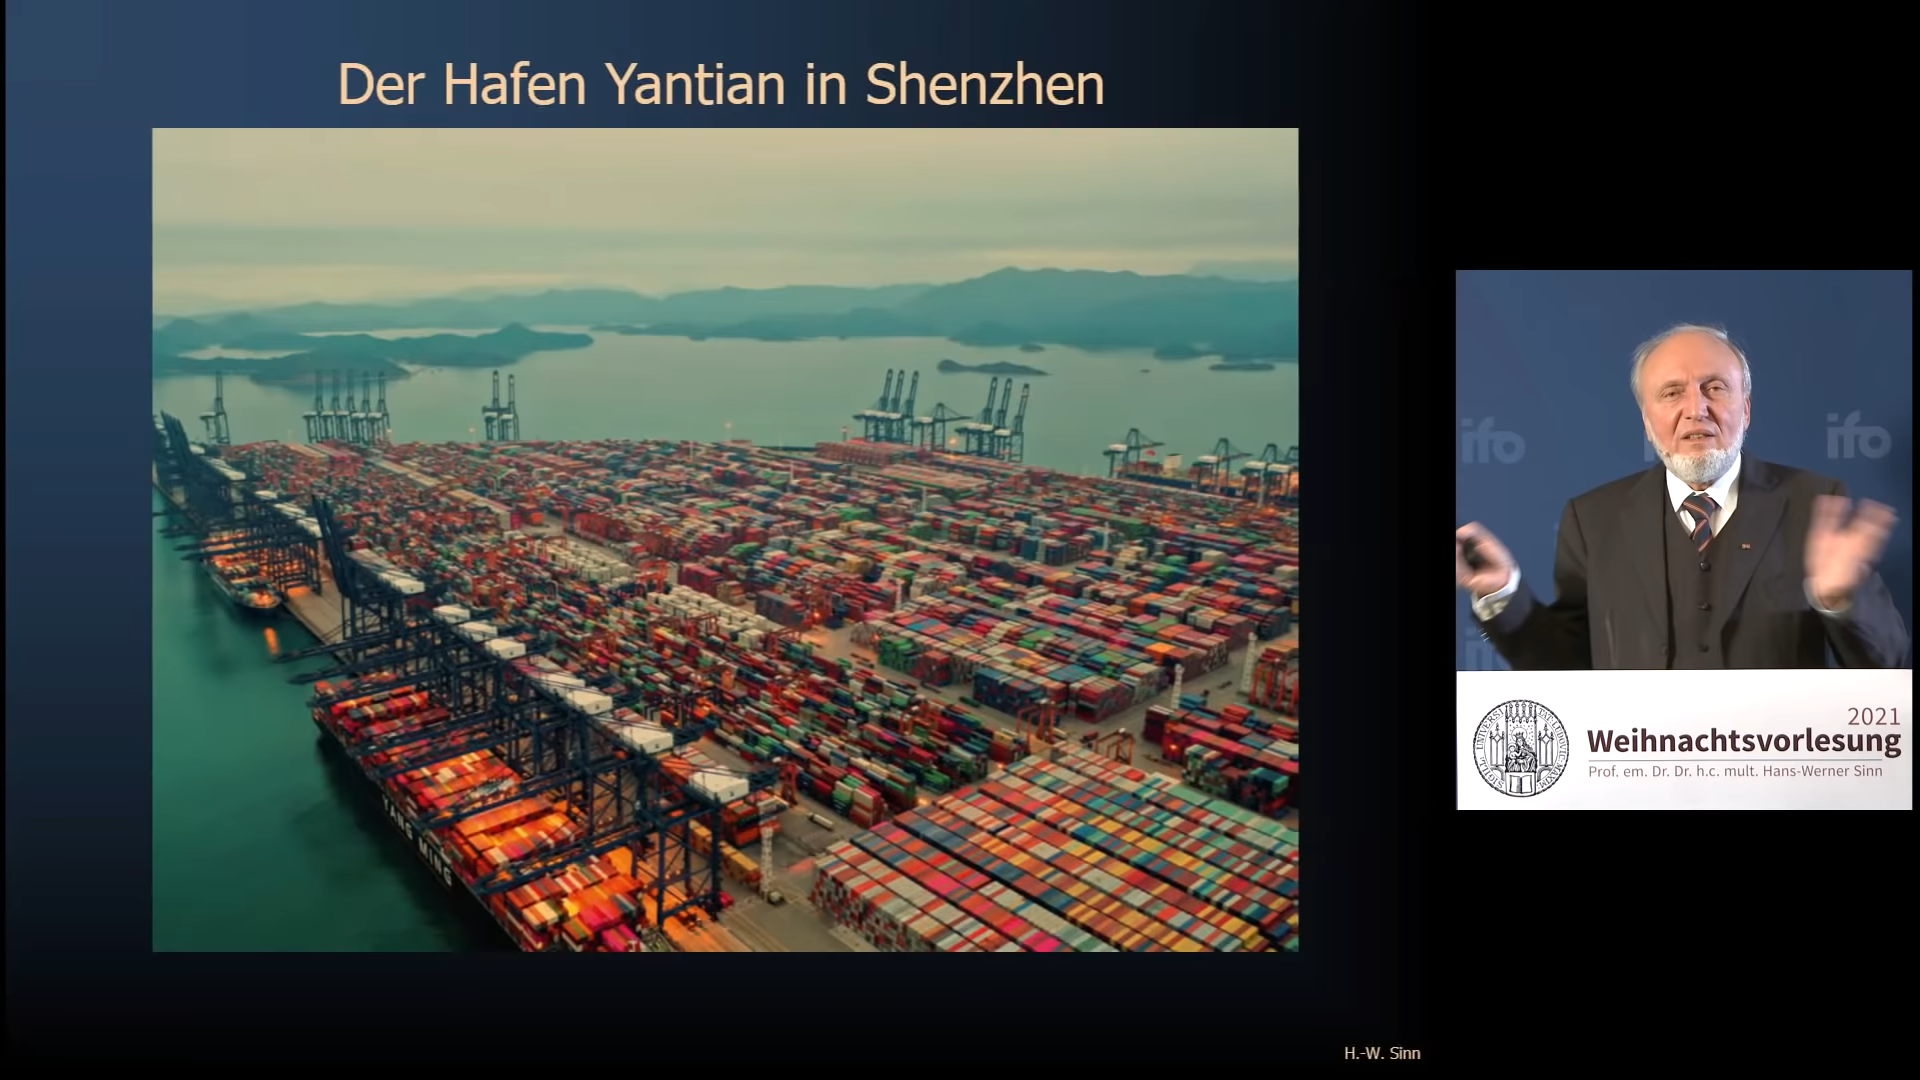 Der Hafen Yantian in Shenzhen
YANG MING
ifo
ifo
2021
Weihnachtsvorlesung
Prof. em. Dr. Dr. h.c. mult. Hans-Werner Sinn
H.-W. Sinn